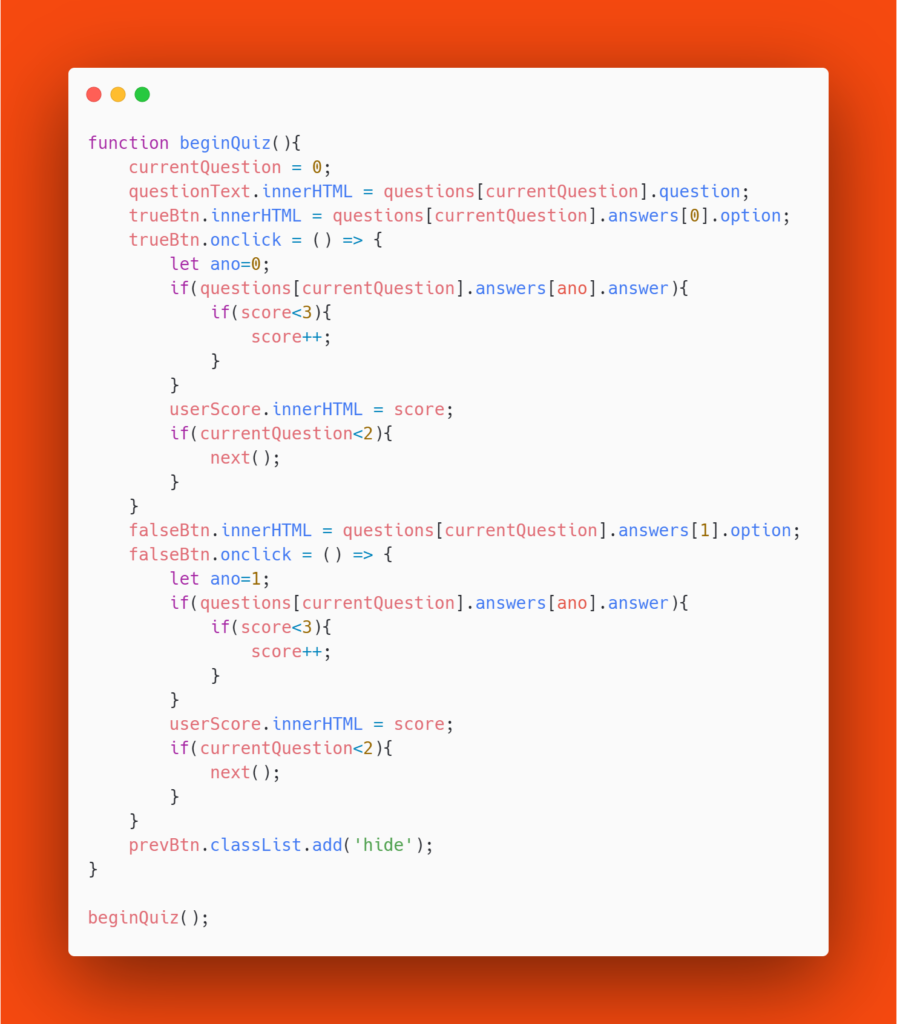 function beginQuiz(){
    currentQuestion = 0;
    questionText.innerHTML = questions[currentQuestion].question;
    trueBtn.innerHTML = questions[currentQuestion].answers[0].option;
    trueBtn.onclick = () => {
        let ano=0;
        if(questions[currentQuestion].answers[ano].answer){
            if(score<3){
                score++;
            }
        }
        userScore.innerHTML = score;
        if(currentQuestion<2){
            next();
        }
    }
    falseBtn.innerHTML = questions[currentQuestion].answers[1].option;
    falseBtn.onclick = () => {
        let ano=1;
        if(questions[currentQuestion].answers[ano].answer){
            if(score<3){
                score++;
            }
        }
        userScore.innerHTML = score;
        if(currentQuestion<2){
            next();
        }
    }
    prevBtn.classList.add('hide');
}

beginQuiz();